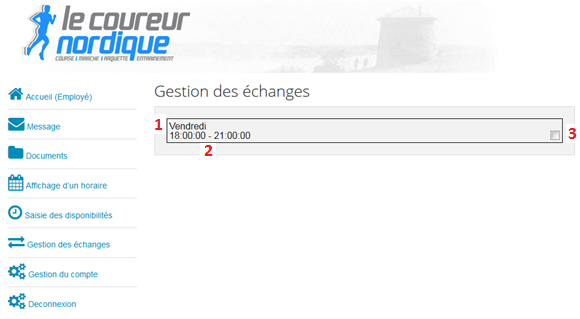 le coureur
nordique
COURSE | MARCHE | RAQUETTE | ENTRAINEMENT
Accueil (Employé)
Message
Documents
Affichage d'un horaire
Saisie des disponibilités
Gestion des échanges
Gestion du compte
Deconnexion
Gestion des échanges
1
Vendredi
18:00:00 - 21:00:00
2
3